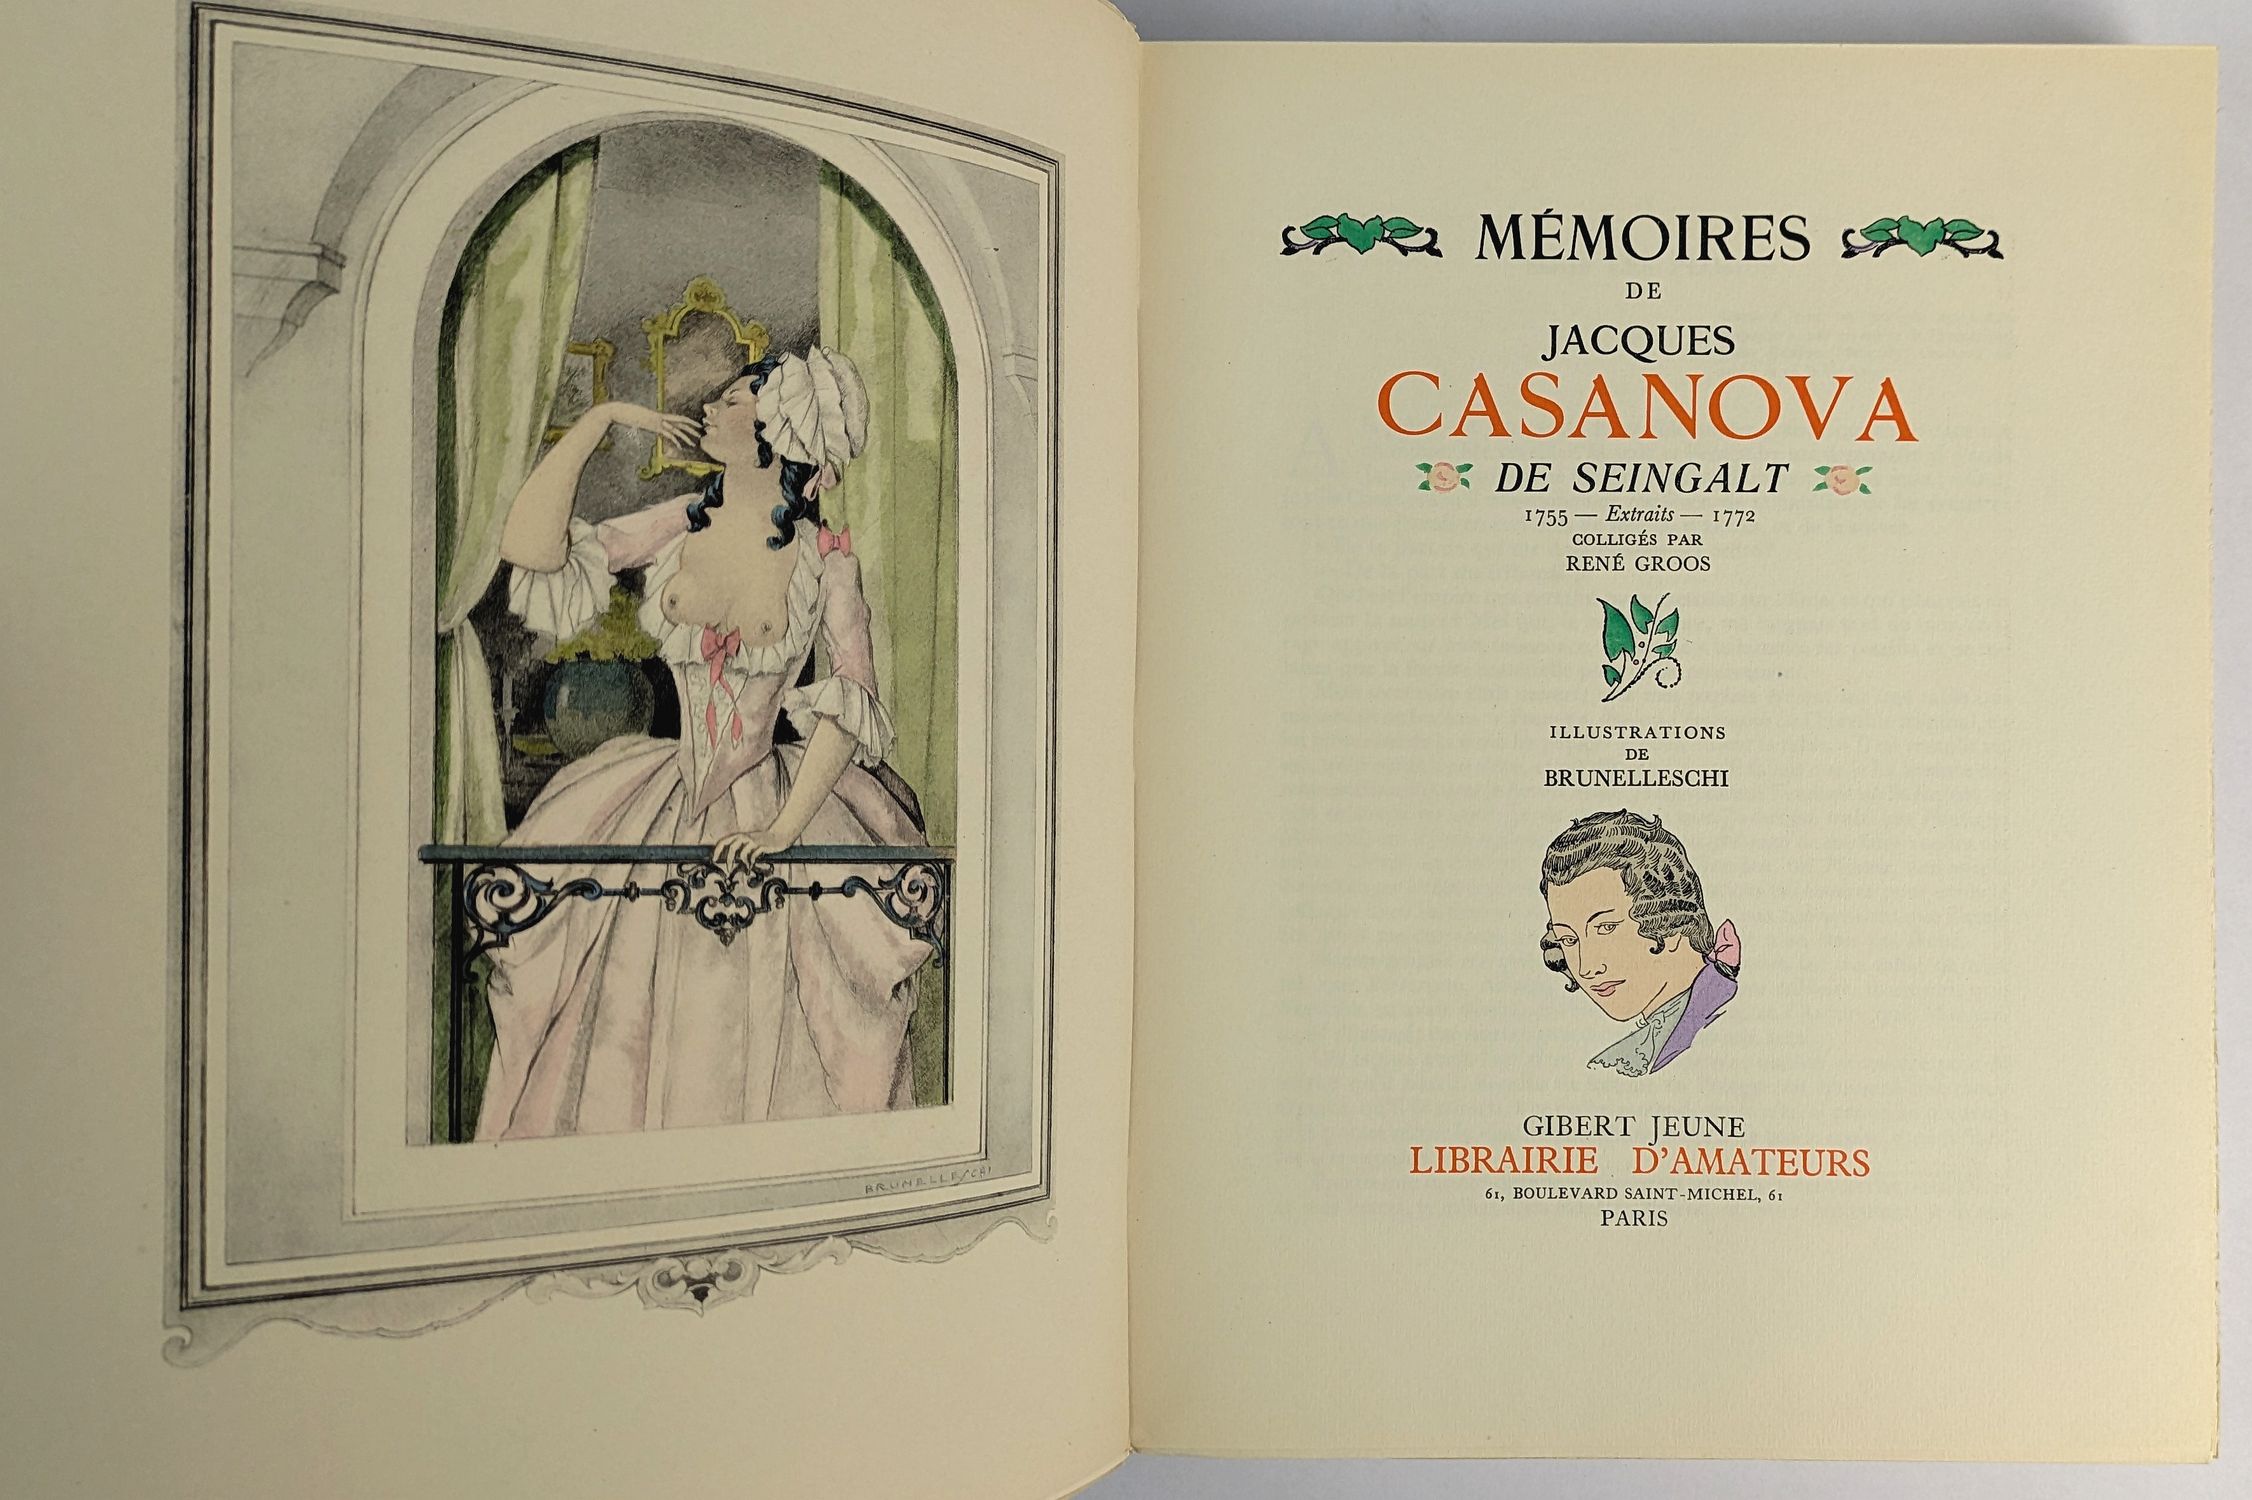 BRUNELLESCHI
MÉMOIRES
DE
JACQUES
CASANOVA
DE SEINGALT
1755 — Extraits — 1772
COLLIGÉS PAR
RENÉ GROOS
ILLUSTRATIONS
DE
BRUNELLESCHI
GIBERT JEUNE
LIBRAIRIE D'AMATEURS
61, BOULEVARD SAINT-MICHEL, 61
PARIS